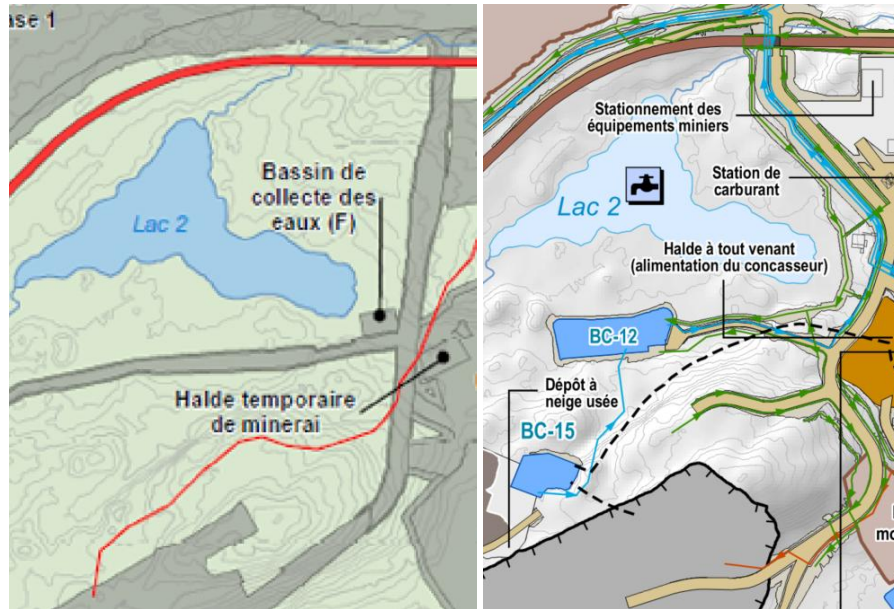 ase 1
Bassin de
collecte des
eaux (F)
Lac 2
Halde temporaire
de minerai
Stationnement des
équipements miniers
Station de
carburant
Lac 2
Halde à tout venant
(alimentation du concasseur)
BC-12
Dépôt à
neige usée
BC-15
mo